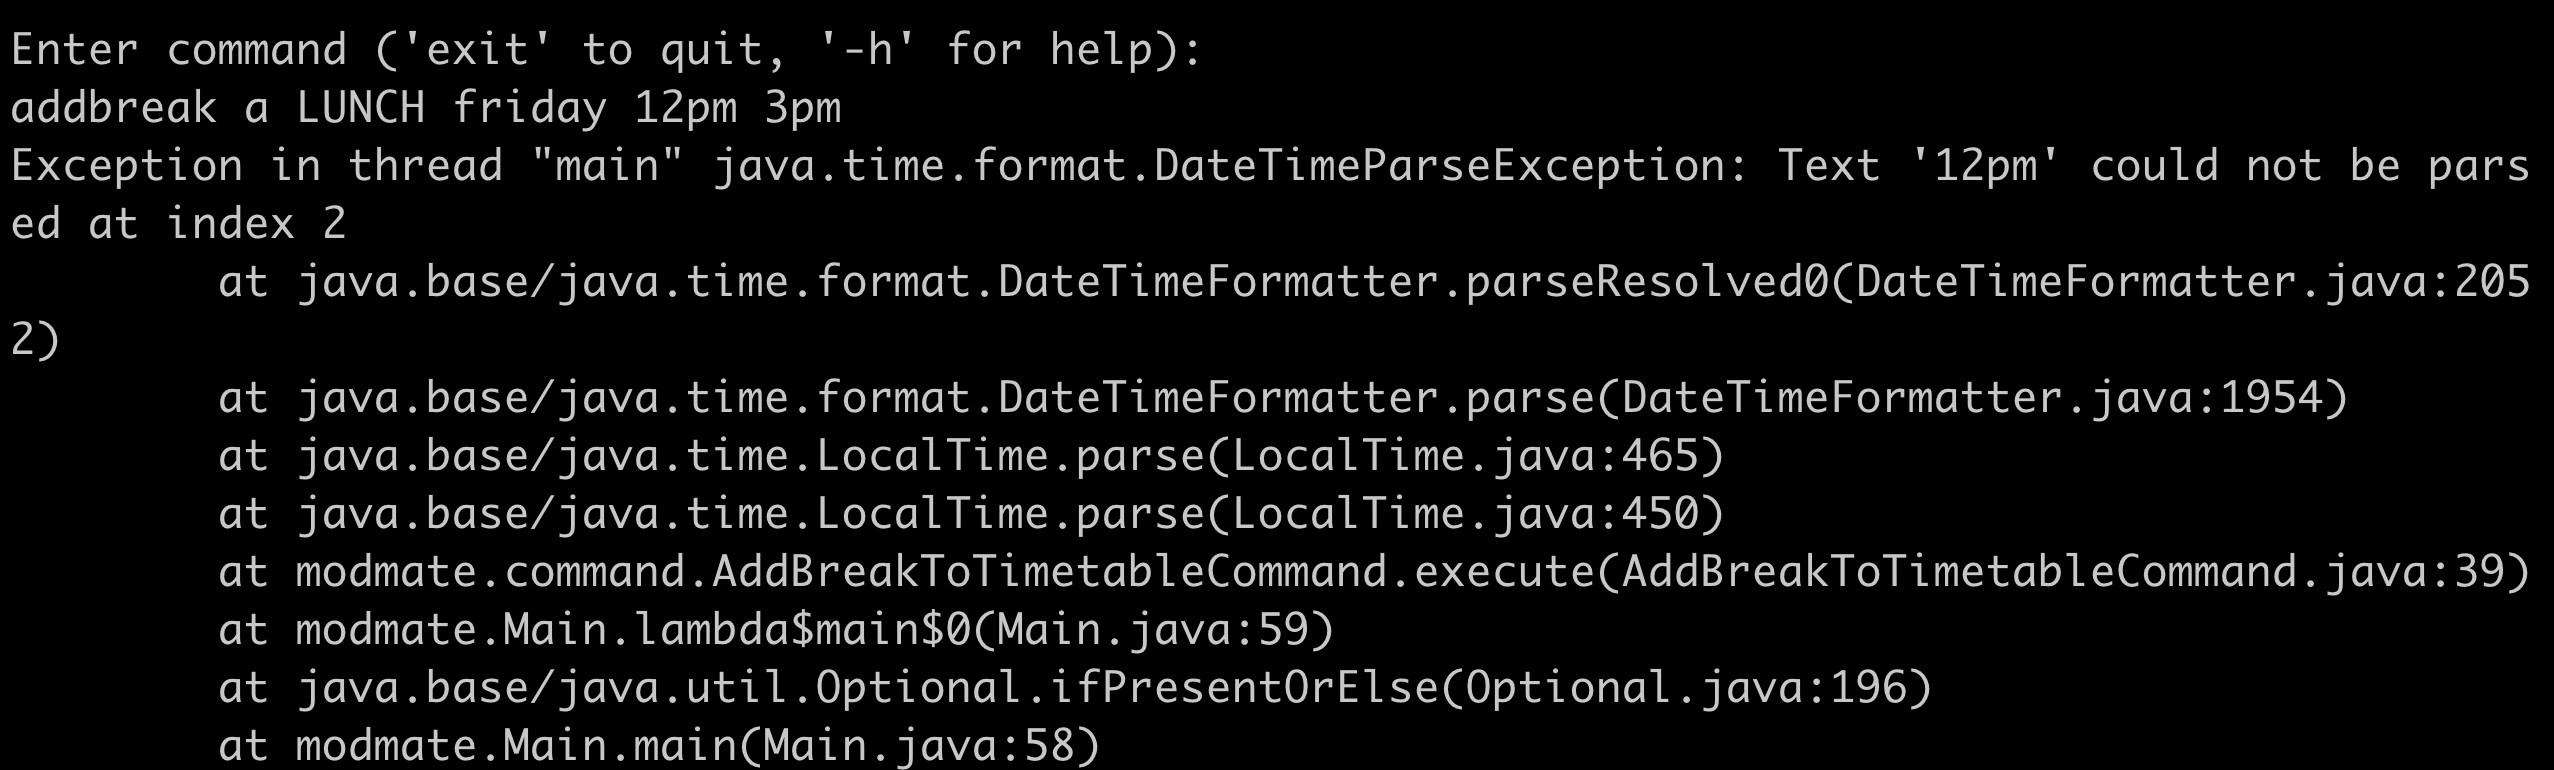 Enter command ('exit' to quit, '-h' for help):
addbreak a LUNCH friday 12pm 3pm
Exception in thread "main" java.time.format.DateTimeParseException: Text '12pm' could not be pars
ed at index 2
        at java.base/java.time.format.DateTimeFormatter.parseResolved0(DateTimeFormatter.java:205
2)
        at java.base/java.time.format.DateTimeFormatter.parse(DateTimeFormatter.java:1954)
        at java.base/java.time.LocalTime.parse(LocalTime.java:465)
        at java.base/java.time.LocalTime.parse(LocalTime.java:450)
        at modmate.command.AddBreakToTimetableCommand.execute(AddBreakToTimetableCommand.java:39)
        at modmate.Main.lambda$main$0(Main.java:59)
        at java.base/java.util.Optional.ifPresentOrElse(Optional.java:196)
        at modmate.Main.main(Main.java:58)